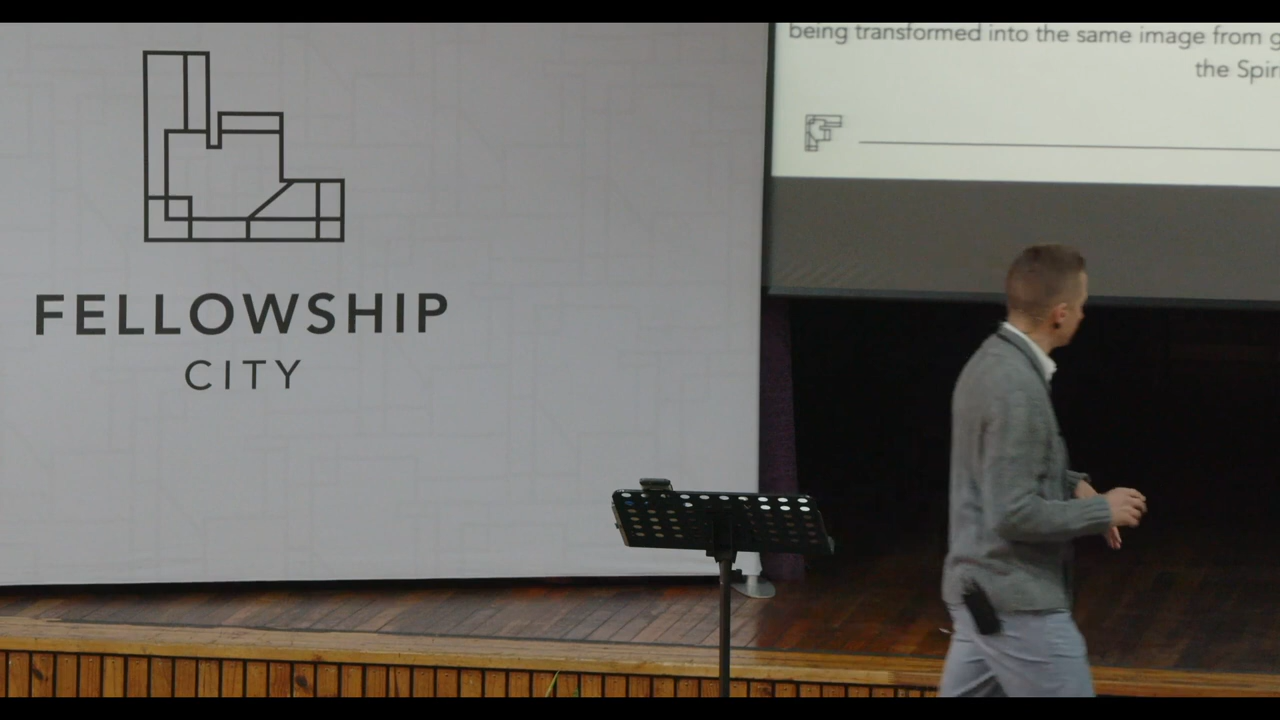 FELLOWSHIP
CITY
being transformed into the same image from
the